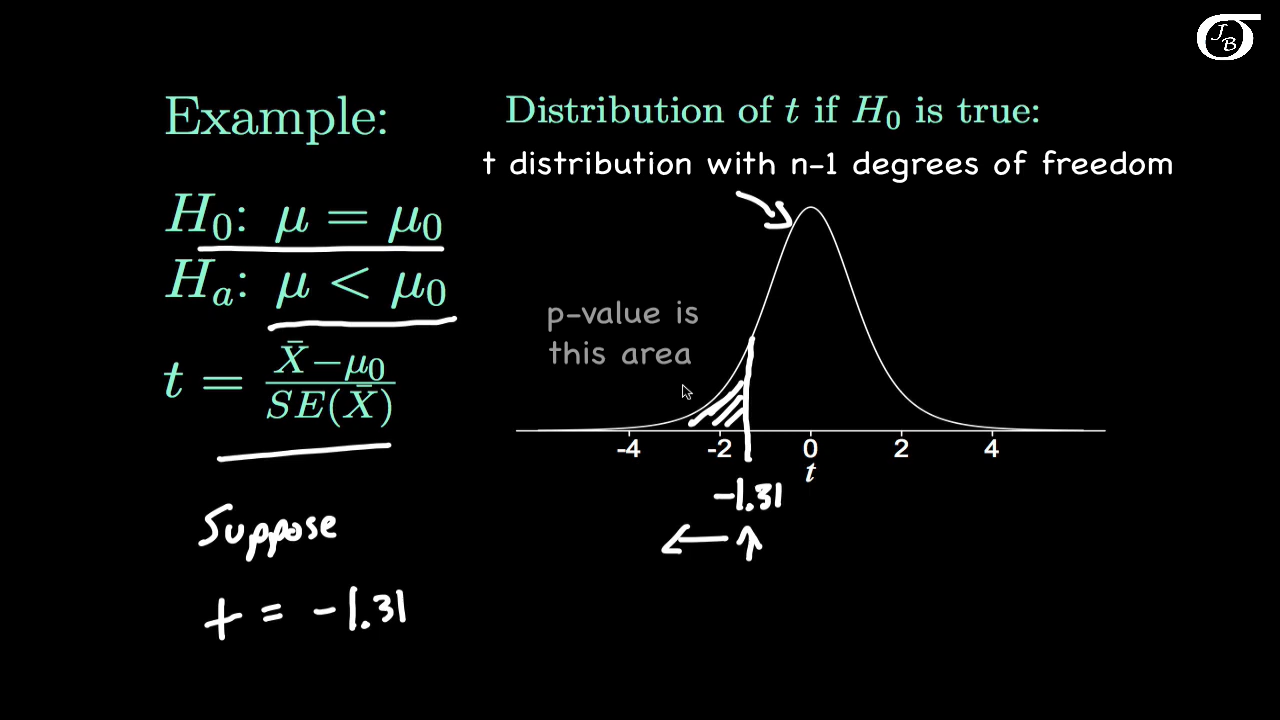 JB
Example:
Distribution of t if H₀ is true:
t distribution with n-1 degrees of freedom
H₀: μ = μ₀
Hₐ: μ < μ₀
t = (X̄ − μ₀) / SE(X̄)
p-value is
this area
-4 -2 0 2 4
t
-1.31
Suppose
t = -1.31